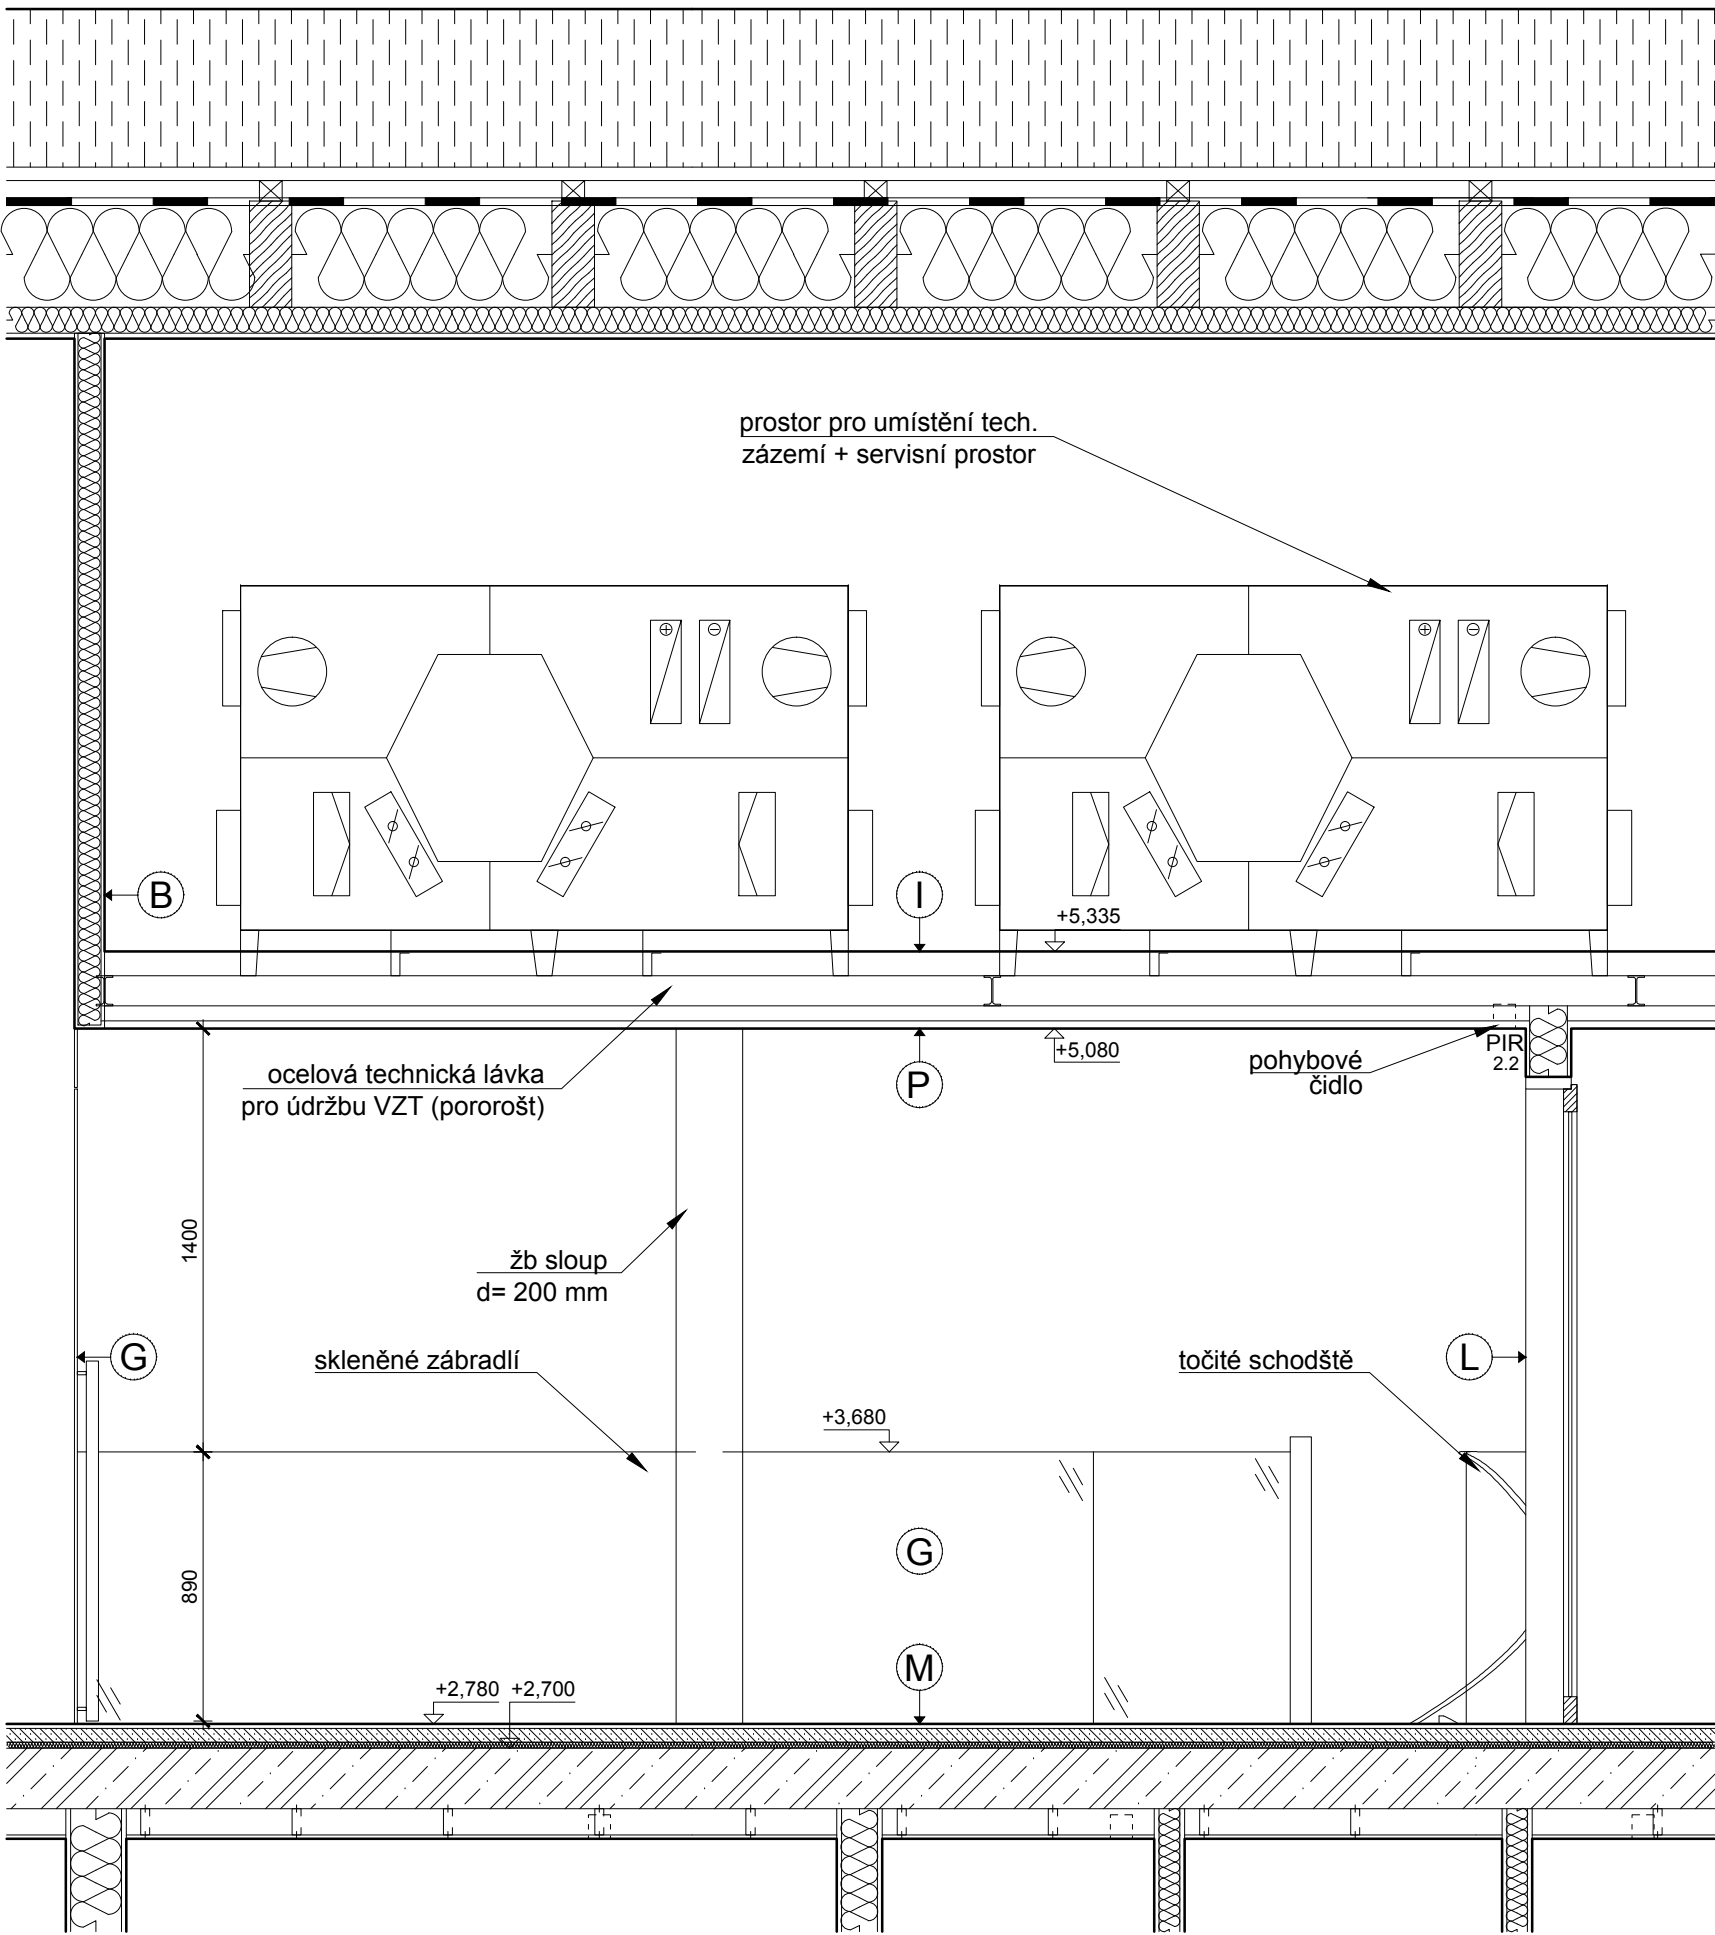 prostor pro umístění tech.
zázemí + servisní prostor
B
I
+5,335
ocelová technická lávka
pro údržbu VZT (pororošt)
P
+5,080
pohybové
čidlo
PIR
2.2
1400
žb sloup
d= 200 mm
G
skleněné zábradlí
točité schodště
L
+3,680
G
890
M
+2,780 +2,700